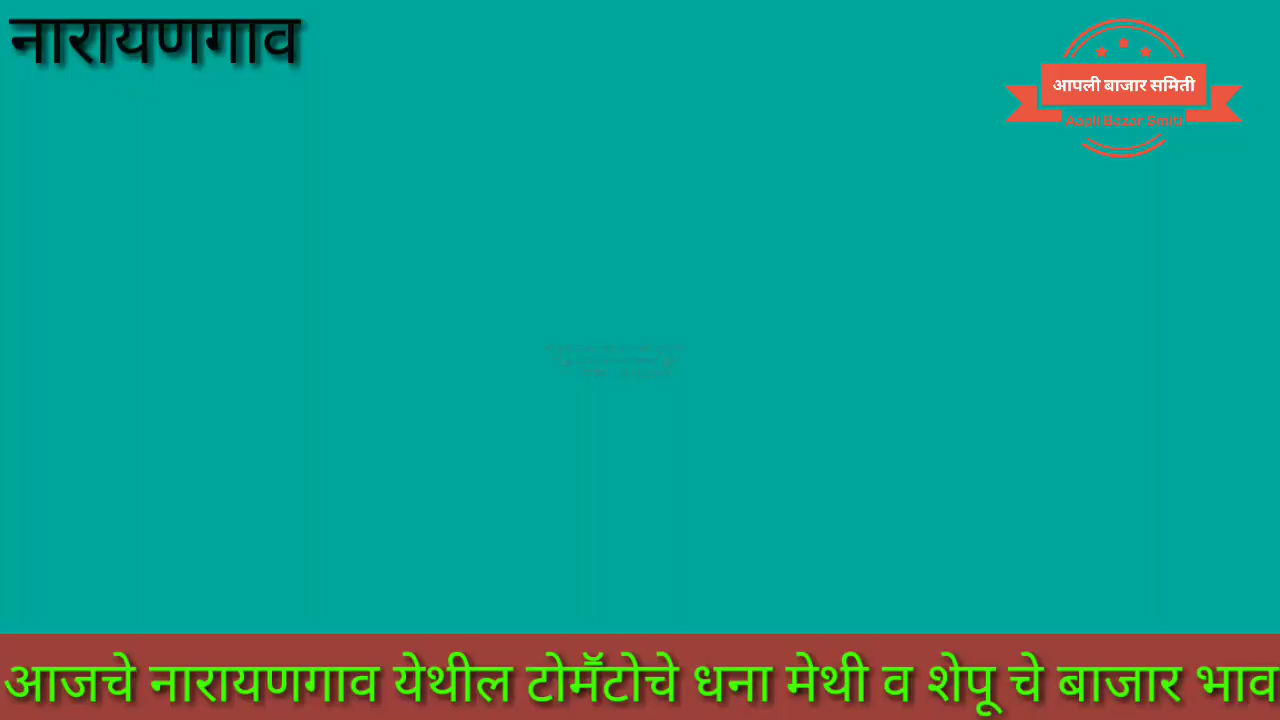 नारायणगाव
आपली बाजार समिती
Aapli Bazar Smiti
आजचे नारायणगाव येथील टोमॅटोचे धना मेथी व शेपू चे बाजार भाव